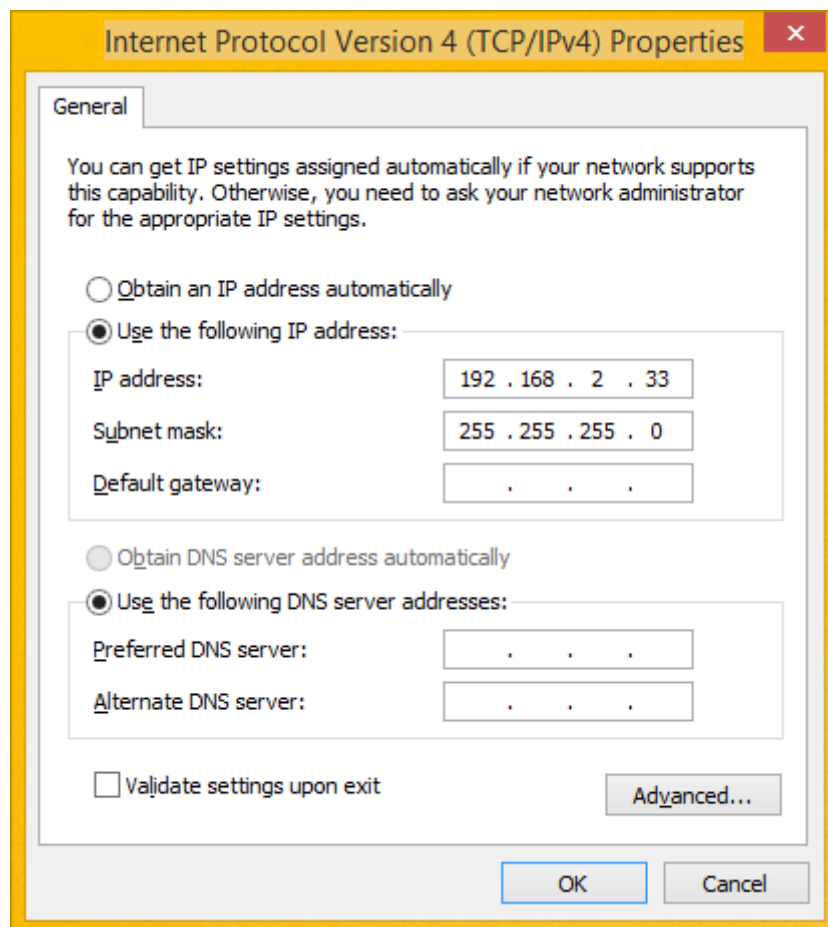 Internet Protocol Version 4 (TCP/IPv4) Properties
General
You can get IP settings assigned automatically if your network supports
this capability. Otherwise, you need to ask your network administrator
for the appropriate IP settings.
Obtain an IP address automatically
Use the following IP address:
IP address: 192 . 168 . 2 . 33
Subnet mask: 255 . 255 . 255 . 0
Default gateway: . . .
Obtain DNS server address automatically
Use the following DNS server addresses:
Preferred DNS server: . . .
Alternate DNS server: . . .
Validate settings upon exit
Advanced...
OK Cancel